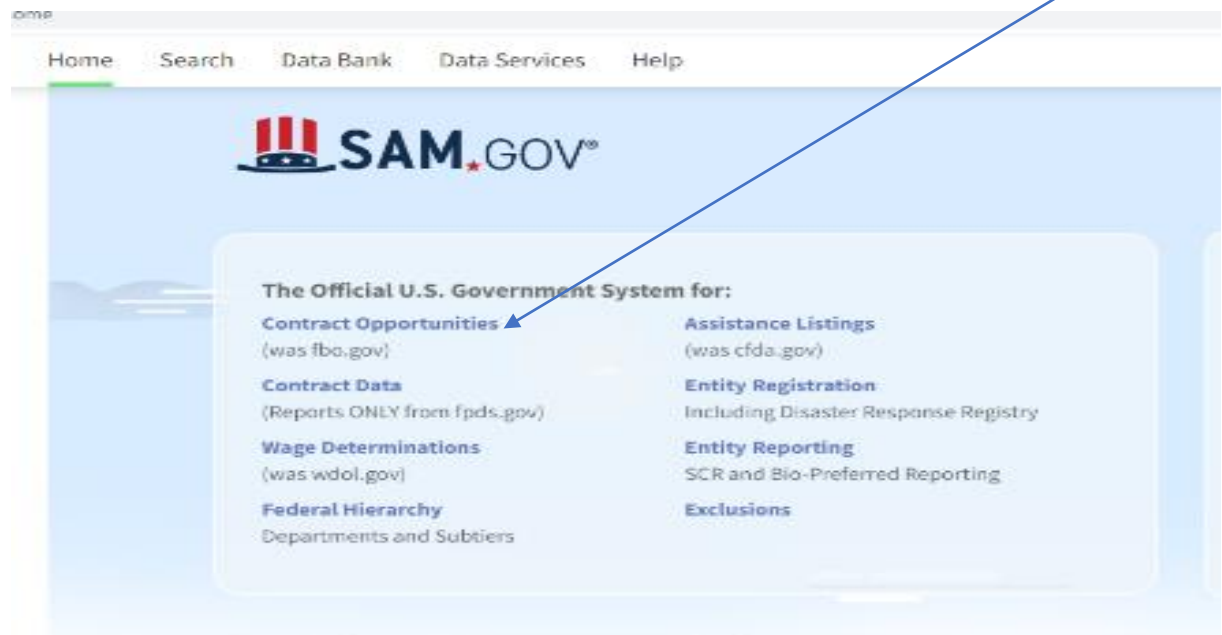 Home Search Data Bank Data Services Help
SAM.GOV®
The Official U.S. Government System for:
Contract Opportunities
(was fbo.gov)
Contract Data
(Reports ONLY from fpds.gov)
Wage Determinations
(was wdol.gov)
Federal Hierarchy
Departments and Subtiers
Assistance Listings
(was cfda.gov)
Entity Registration
Including Disaster Response Registry
Entity Reporting
SCR and Bio-Preferred Reporting
Exclusions